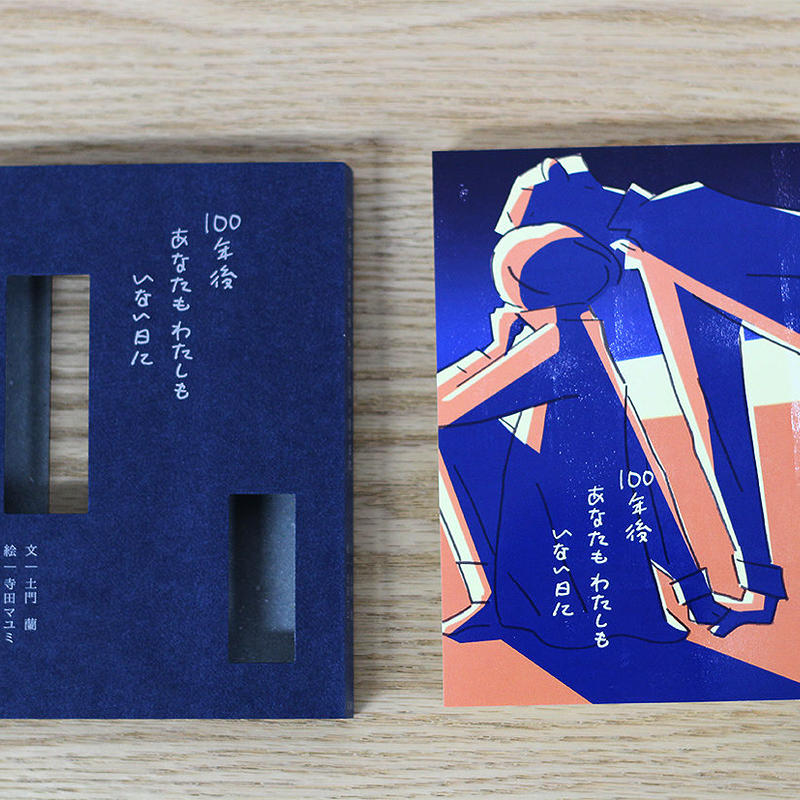 100年後
あなたも わたしも
いない日に
文|土門 蘭
絵|寺田マユミ
100年後
あなたも わたしも
いない日に